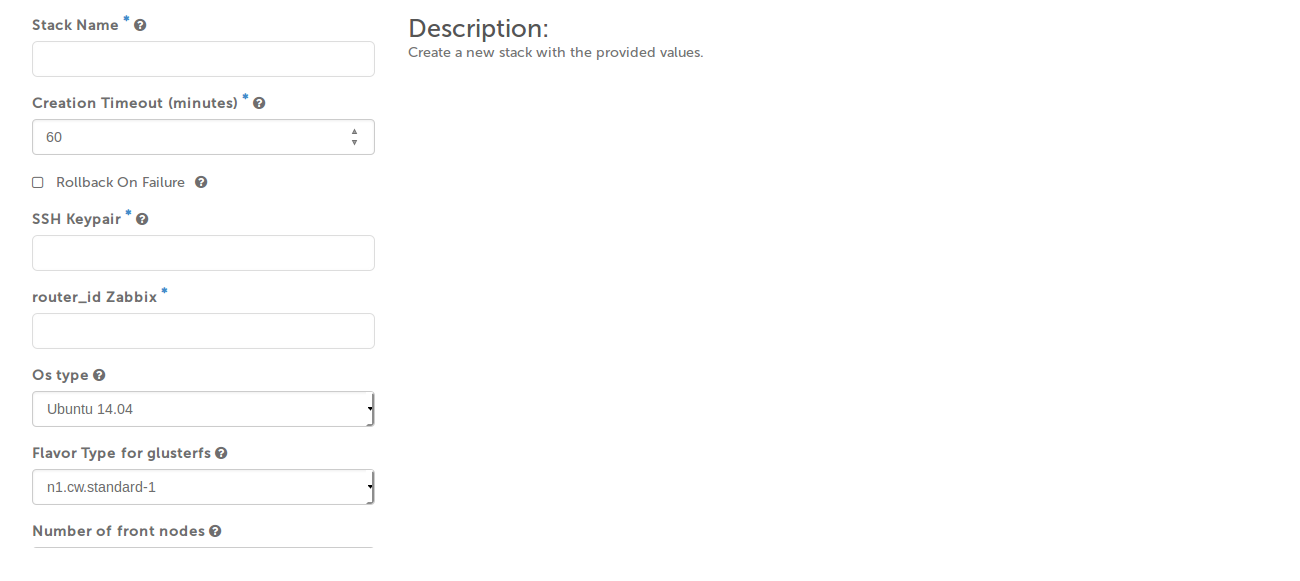 Stack Name *
Creation Timeout (minutes) *
60
Rollback On Failure
SSH Keypair *
router_id Zabbix *
Os type
Ubuntu 14.04
Flavor Type for glusterfs
n1.cw.standard-1
Number of front nodes
Description:
Create a new stack with the provided values.